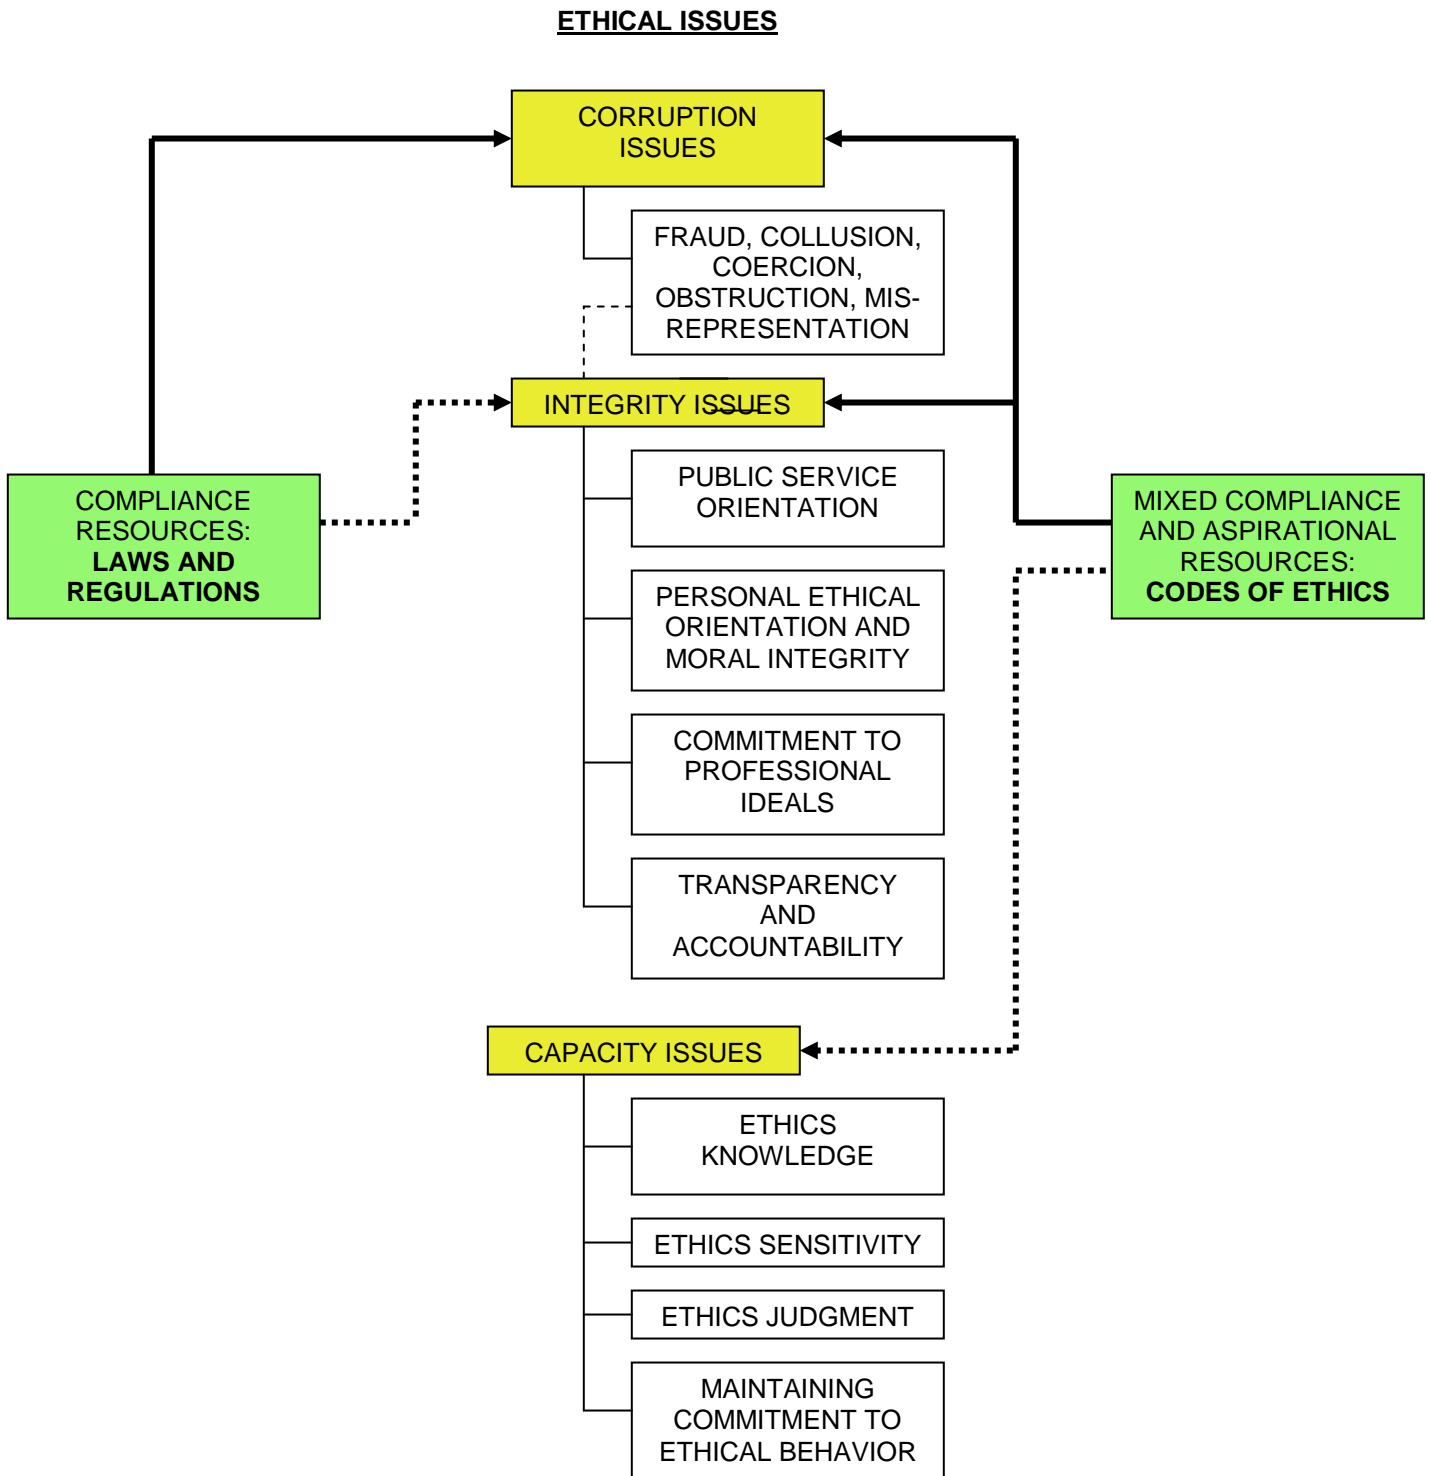 ETHICAL ISSUES
CORRUPTION
ISSUES
FRAUD, COLLUSION,
COERCION,
OBSTRUCTION, MIS-
REPRESENTATION
INTEGRITY ISSUES
COMPLIANCE
RESOURCES:
LAWS AND
REGULATIONS
PUBLIC SERVICE
ORIENTATION
MIXED COMPLIANCE
AND ASPIRATIONAL
RESOURCES:
CODES OF ETHICS
PERSONAL ETHICAL
ORIENTATION AND
MORAL INTEGRITY
COMMITMENT TO
PROFESSIONAL
IDEALS
TRANSPARENCY
AND
ACCOUNTABILITY
CAPACITY ISSUES
ETHICS
KNOWLEDGE
ETHICS SENSITIVITY
ETHICS JUDGMENT
MAINTAINING
COMMITMENT TO
ETHICAL BEHAVIOR